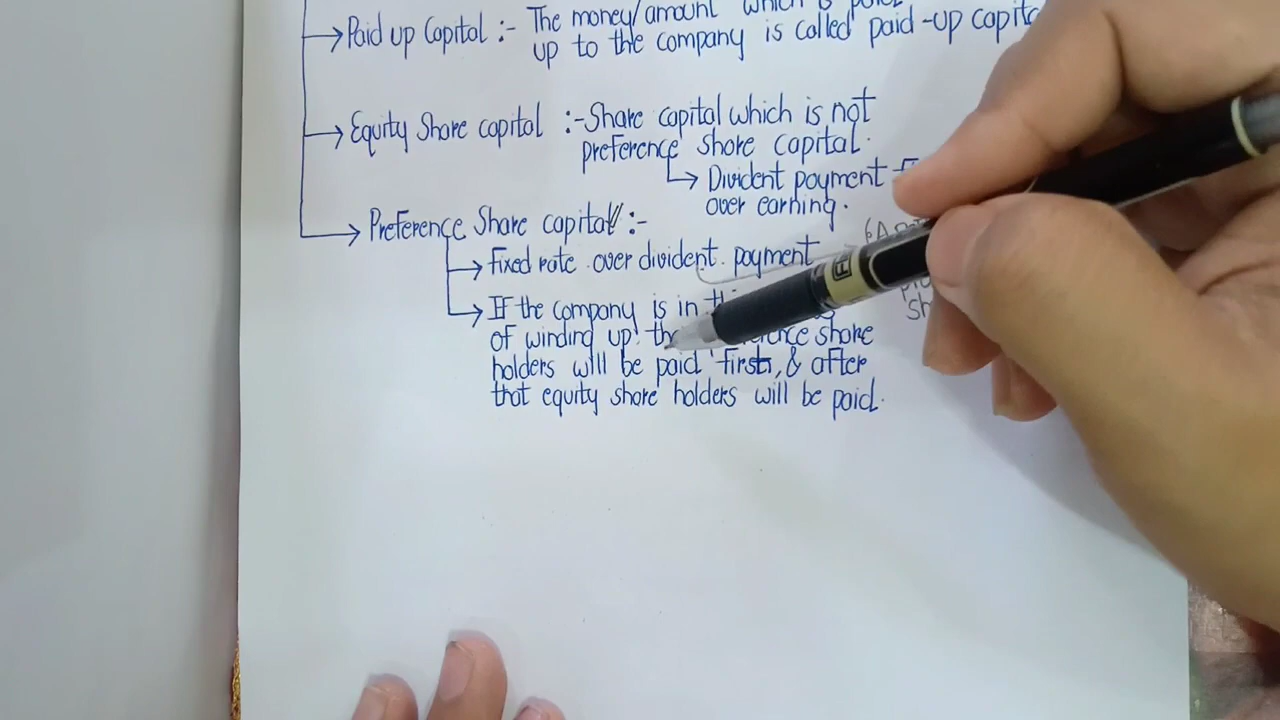 Paid up Capital :- The money/amount which is
up to the company is called paid-up
Equity Share capital :- Share capital which is not
preference share capital.
Divident payment
over earning.
Preference Share capital :-
Fixed rate over divident payment
If the company is in
of winding up! share
holders will be paid first, & after
that equity share holders will be paid.